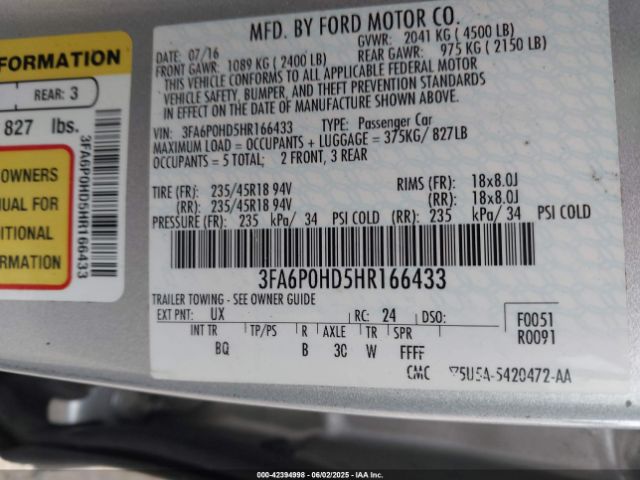 FORMATION
REAR: 3
827 lbs.
3FA6P0HD5HR166433
OWNERS
NUAL FOR
DITIONAL
FORMATION
MFD. BY FORD MOTOR CO.
DATE: 07/16 GVWR: 2041 KG ( 4500 LB)
FRONT GAWR: 1089 KG ( 2400 LB) REAR GAWR: 975 KG ( 2150 LB)
THIS VEHICLE CONFORMS TO ALL APPLICABLE FEDERAL MOTOR
VEHICLE SAFETY, BUMPER, AND THEFT PREVENTION STANDARDS
IN EFFECT ON THE DATE OF MANUFACTURE SHOWN ABOVE.
VIN: 3FA6P0HD5HR166433 TYPE: Passenger Car
MAXIMUM LOAD = OCCUPANTS + LUGGAGE = 375KG/ 827LB
OCCUPANTS = 5 TOTAL: 2 FRONT, 3 REAR
TIRE (FR): 235/45R18 94V RIMS (FR): 18x8.0J
(RR): 235/45R18 94V (RR): 18x8.0J
PRESSURE (FR): 235 kPa/ 34 PSI COLD (RR): 235 kPa/ 34 PSI COLD
3FA6P0HD5HR166433
TRAILER TOWING - SEE OWNER GUIDE
EXT PNT: UX RC: 24 DSO: F0051
INT TR TP/PS R AXLE TR SPR R0091
BQ B 3C W FFFF
CMC 5U5A-5420472-AA
000-42394998 - 06/02/2025 - IAA Inc.